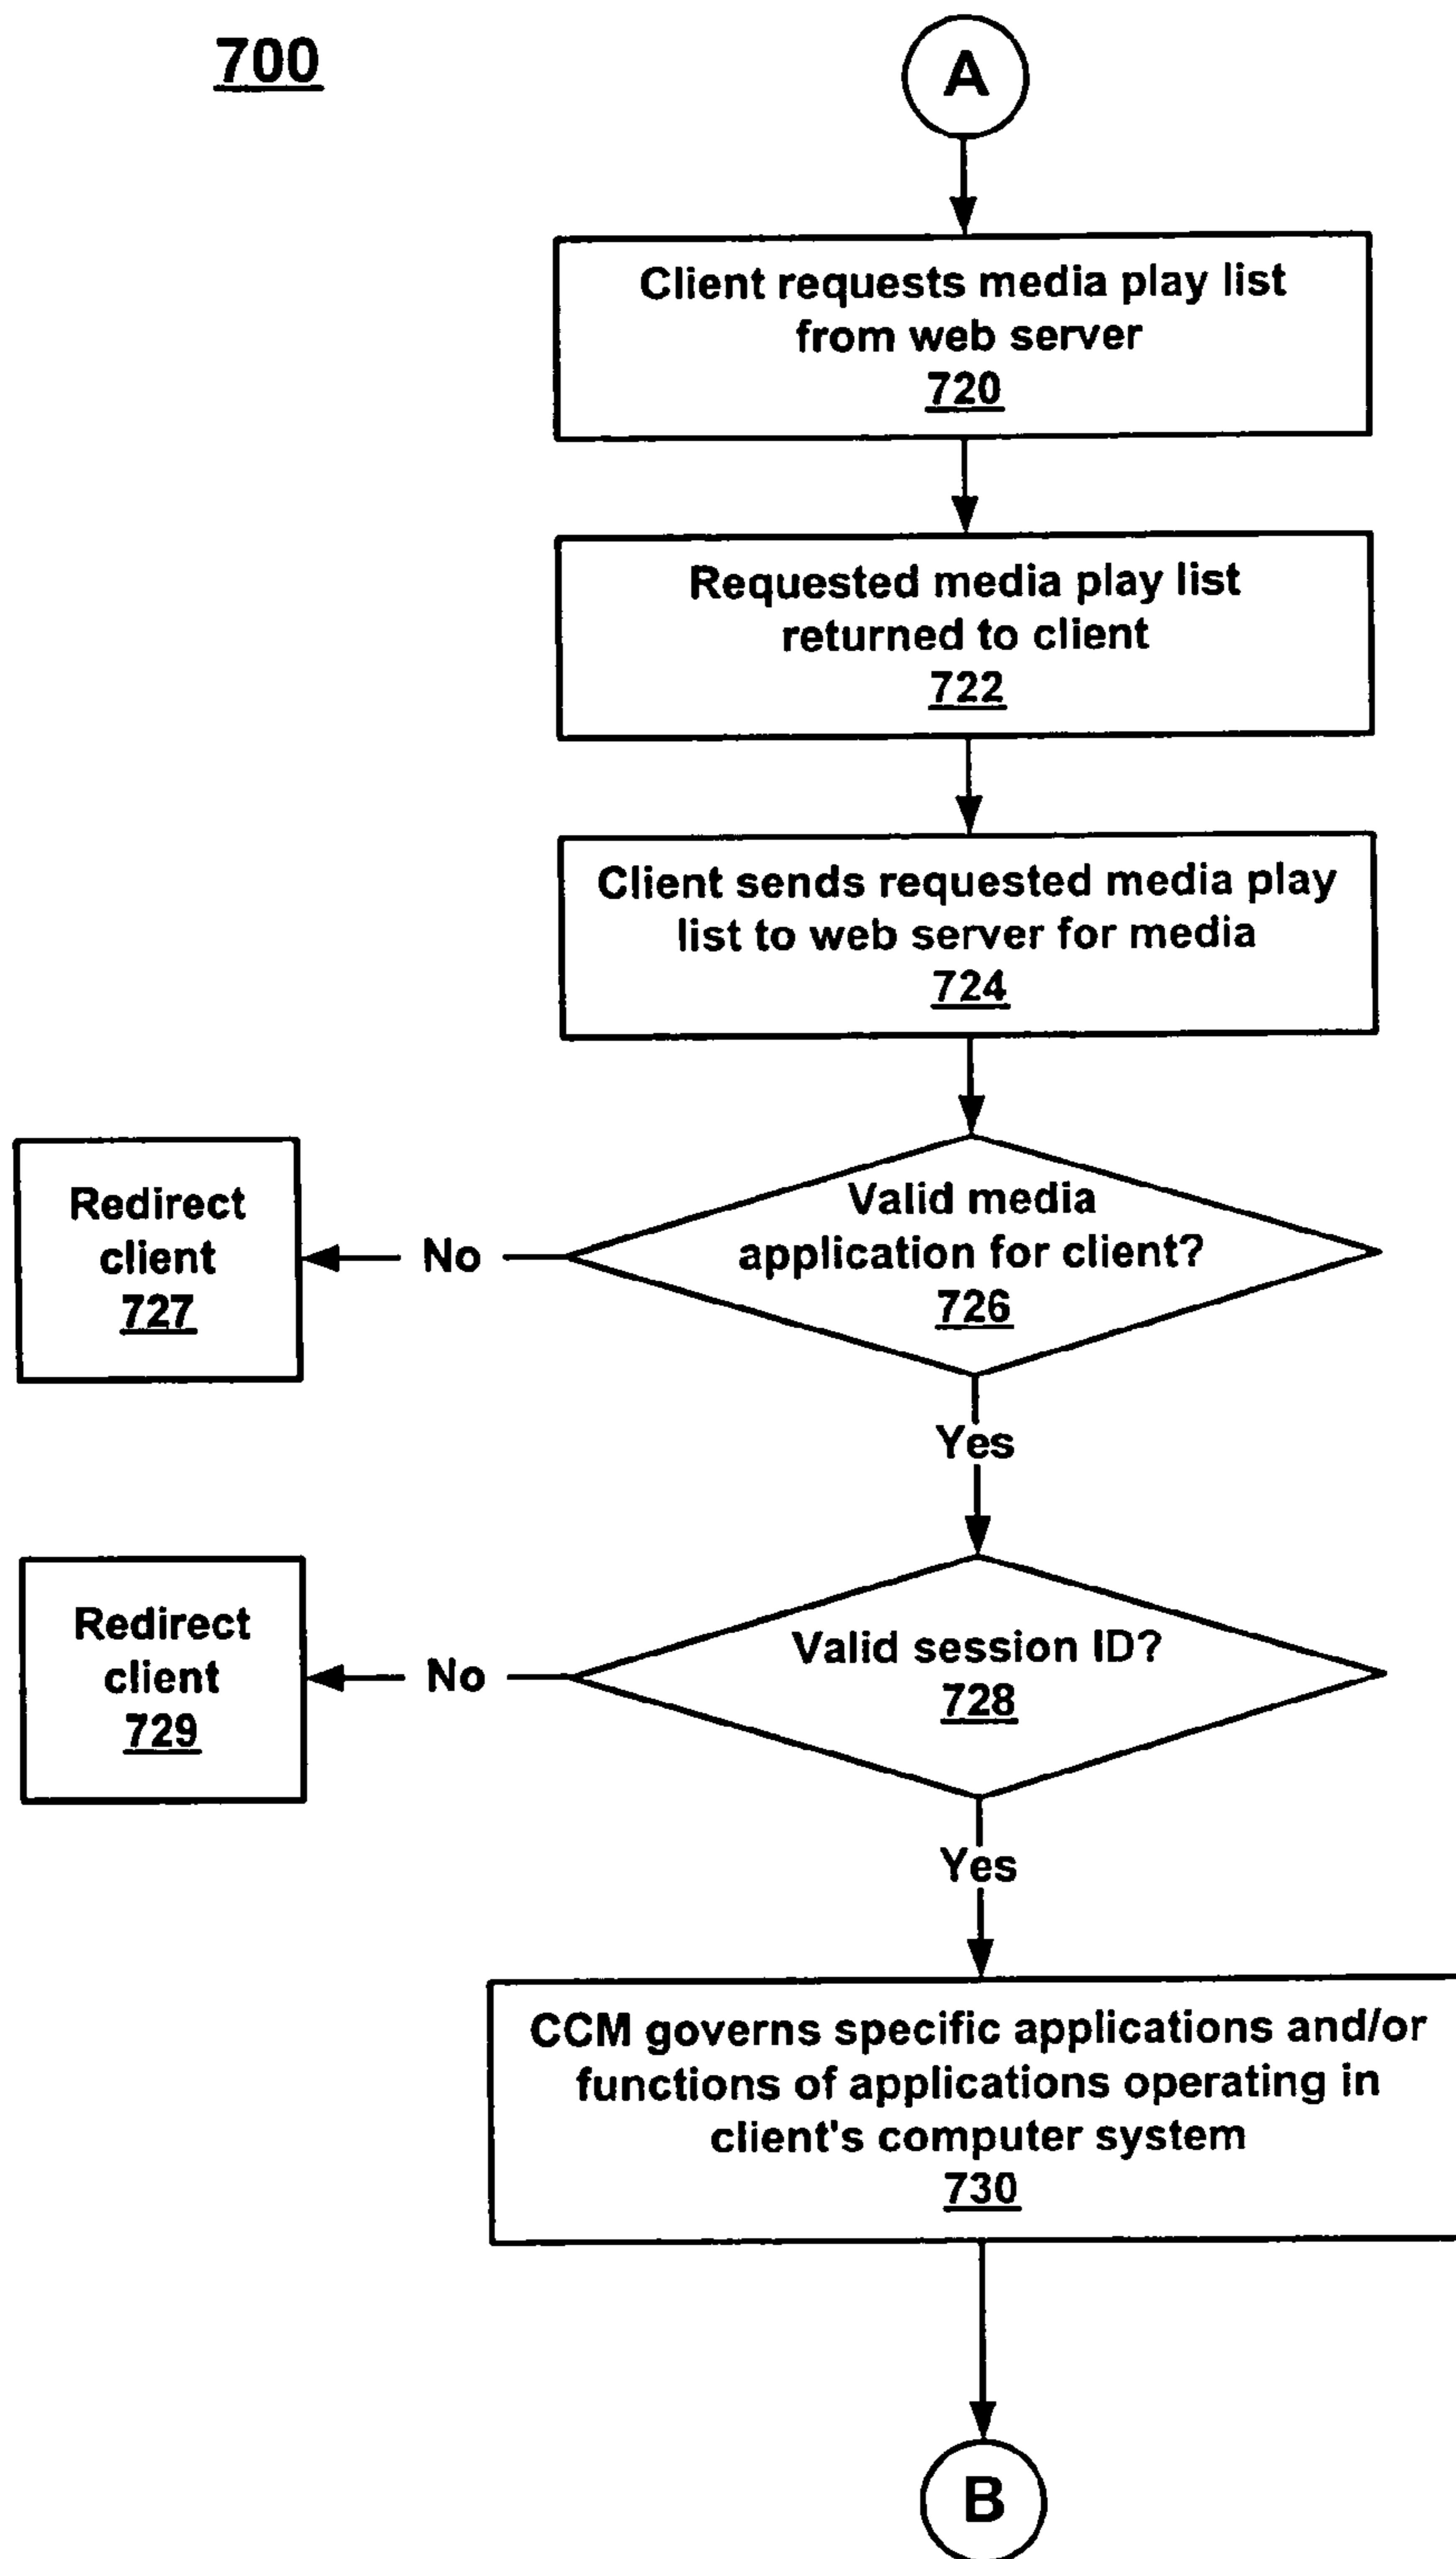 700
A
Client requests media play list
from web server
720
Requested media play list
returned to client
722
Client sends requested media play
list to web server for media
724
Valid media
application for client?
726
No
Redirect
client
727
Yes
Valid session ID?
728
No
Redirect
client
729
Yes
CCM governs specific applications and/or
functions of applications operating in
client's computer system
730
B